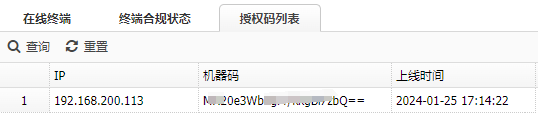 在线终端 终端合规状态 授权码列表
查询 重置
IP 机器码 上线时间
1 192.168.200.113 2024-01-25 17:14:22